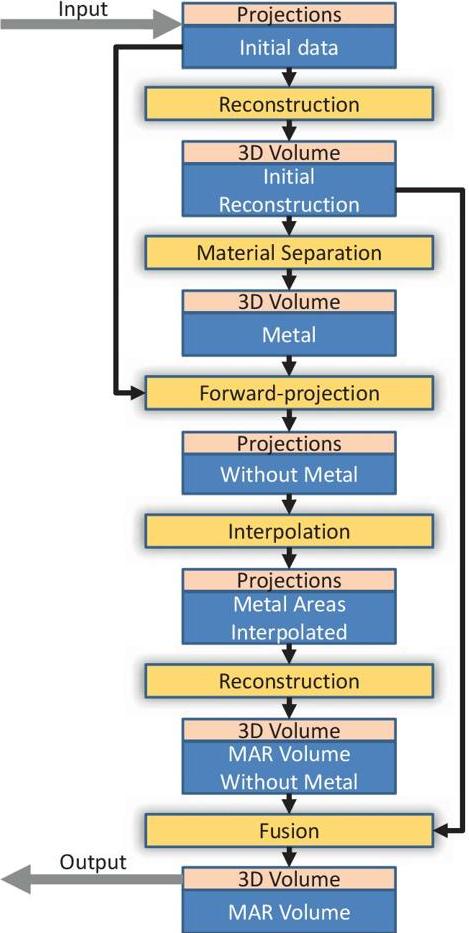 Input
Projections
Initial data
Reconstruction
3D Volume
Initial
Reconstruction
Material Separation
3D Volume
Metal
Forward-projection
Projections
Without Metal
Interpolation
Projections
Metal Areas
Interpolated
Reconstruction
3D Volume
MAR Volume
Without Metal
Fusion
Output
3D Volume
MAR Volume